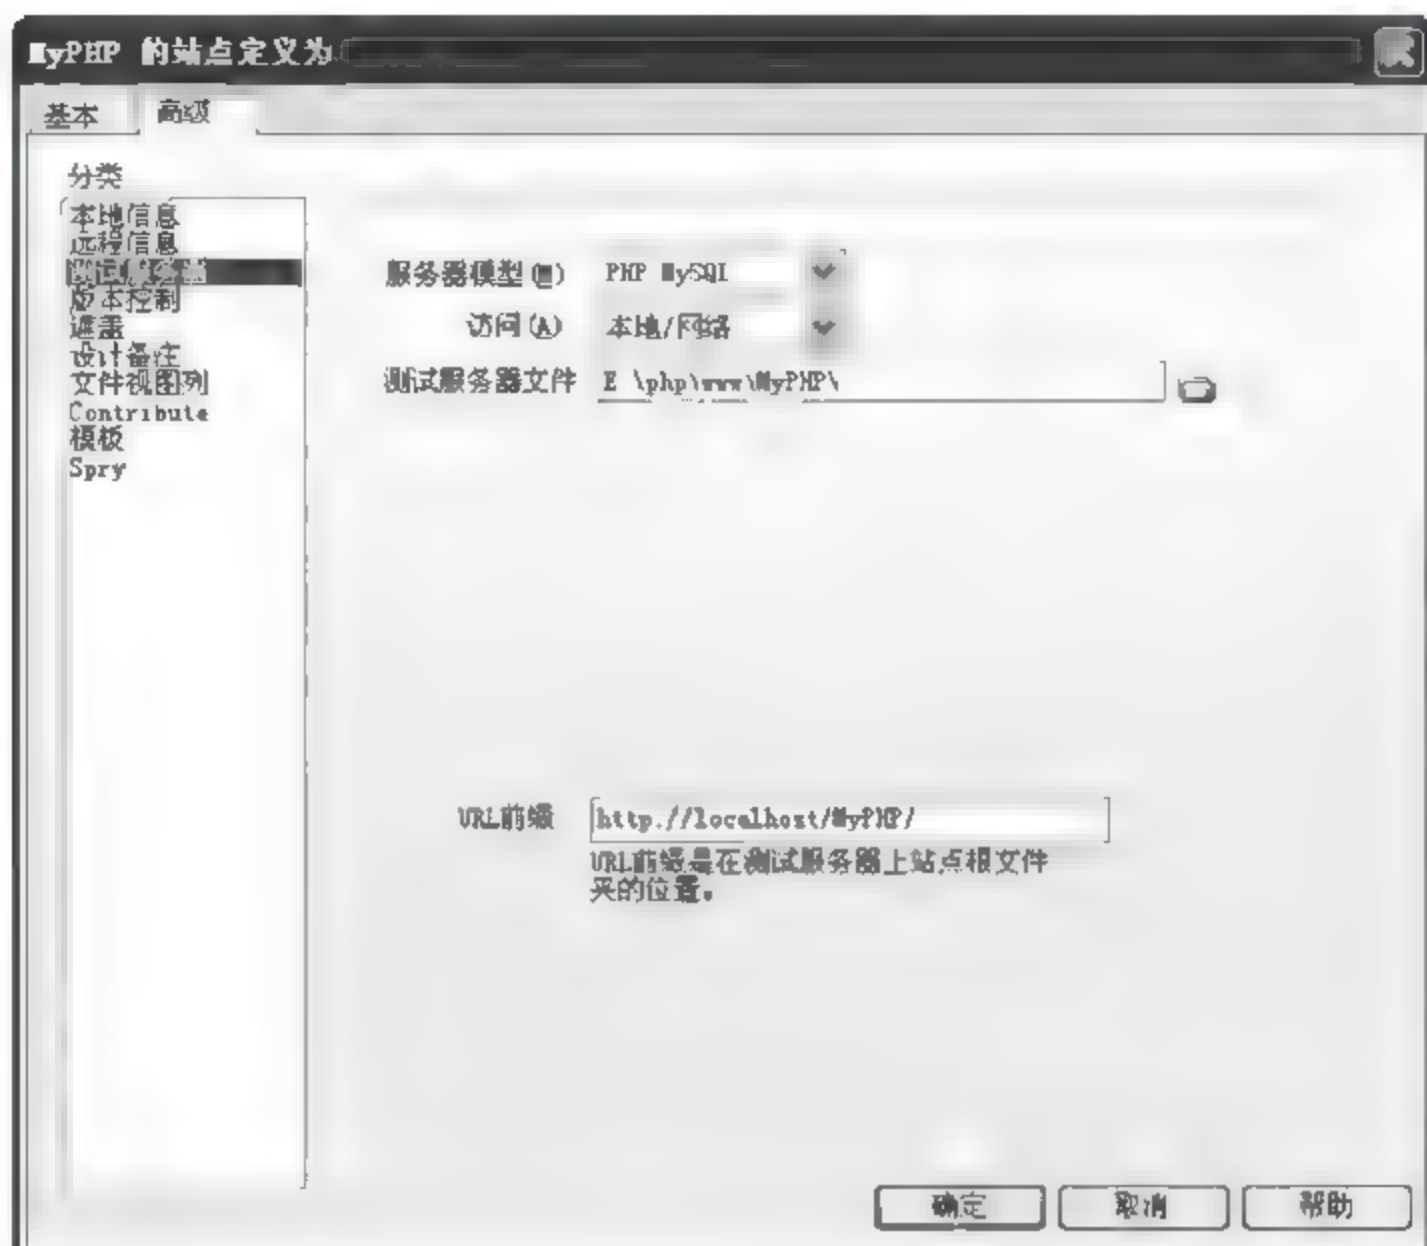 MyPHP 的站点定义为
基本 高级
分类
本地信息
远程信息
测试服务器
版本控制
遮盖
设计备注
文件视图列
Contribute
模板
Spry
服务器模型(M) PHP MySQL
访问(A) 本地/网络
测试服务器文件 E \php\www\MyPHP\
URL前缀 http://localhost/MyPHP/
URL前缀是在测试服务器上站点根文件
夹的位置。
确定 取消 帮助